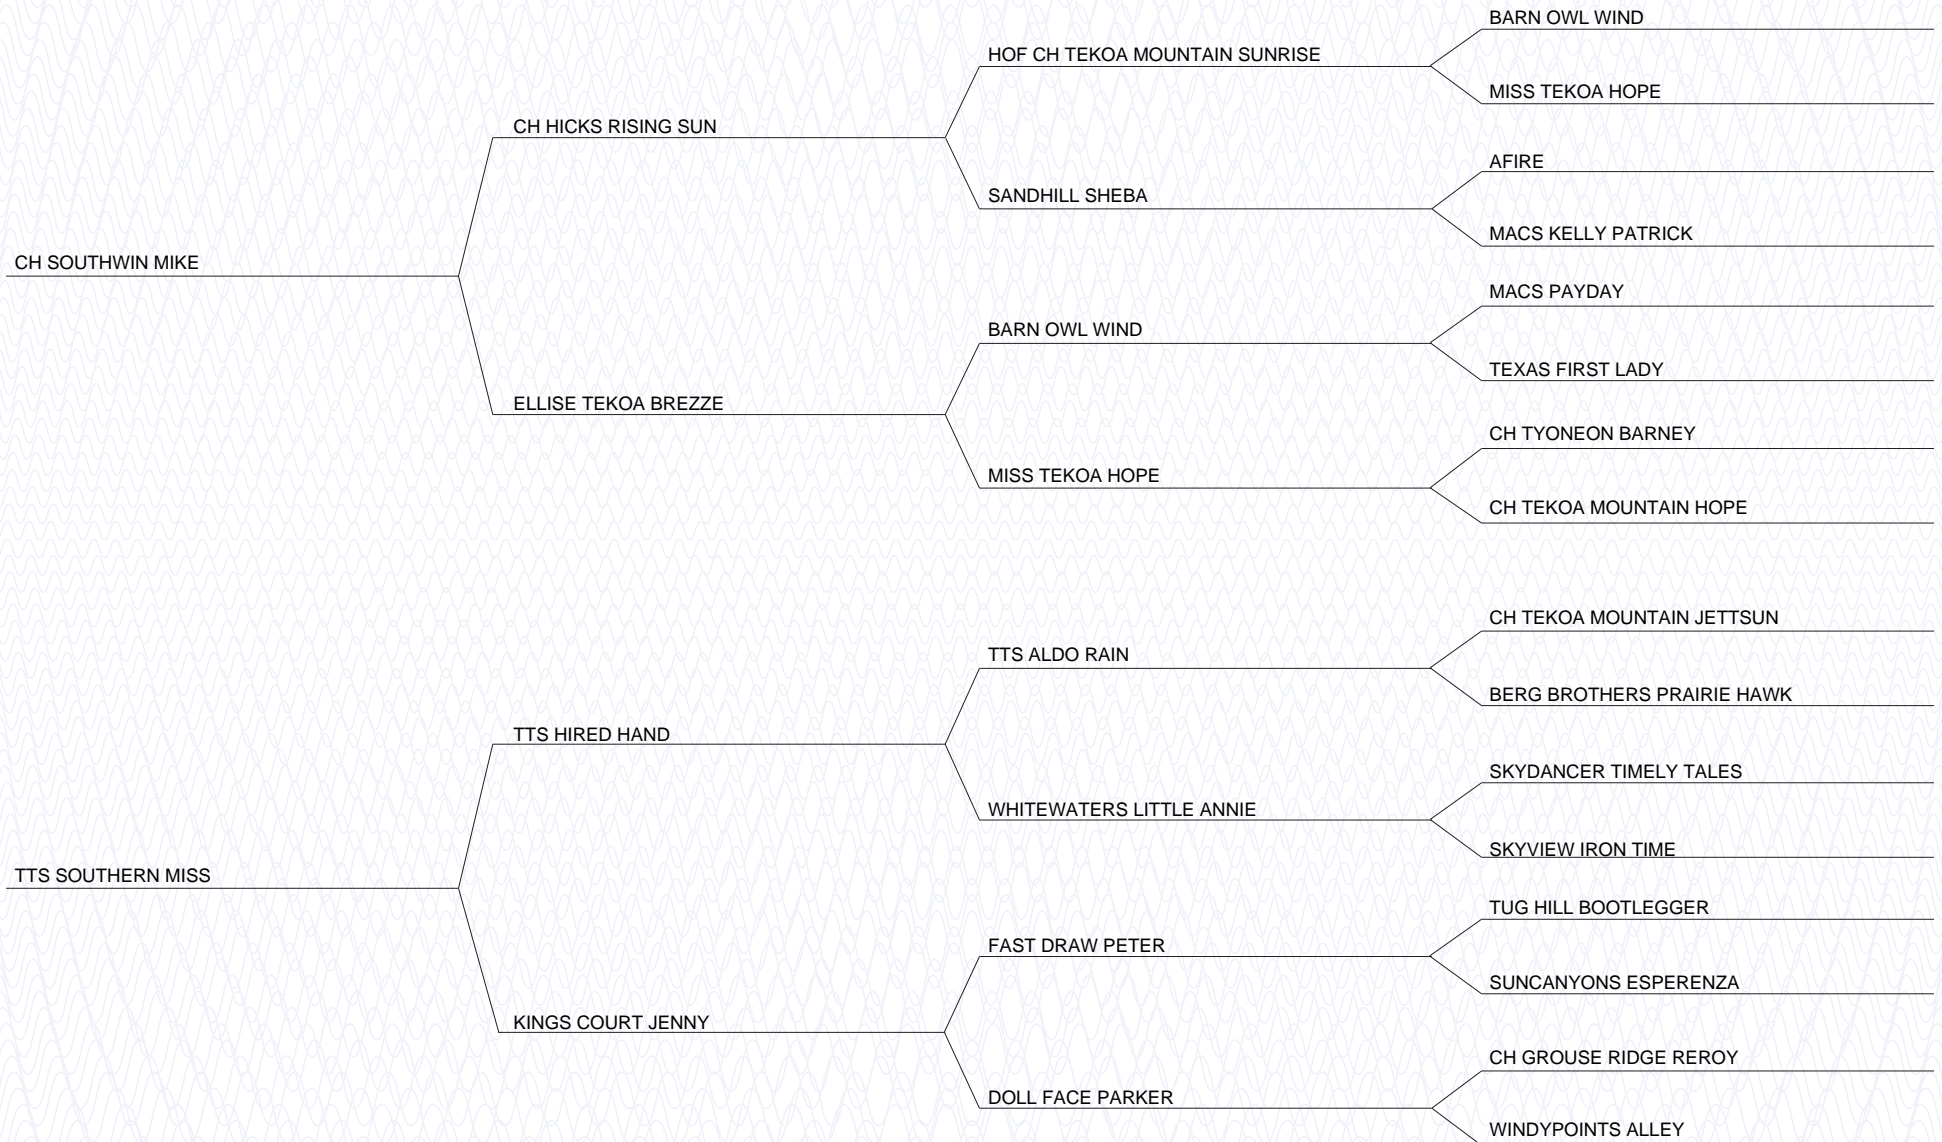 BARN OWL WIND
HOF CH TEKOA MOUNTAIN SUNRISE
MISS TEKOA HOPE
CH HICKS RISING SUN
AFIRE
SANDHILL SHEBA
MACS KELLY PATRICK
CH SOUTHWIN MIKE
MACS PAYDAY
BARN OWL WIND
TEXAS FIRST LADY
ELLISE TEKOA BREZZE
CH TYONEON BARNEY
MISS TEKOA HOPE
CH TEKOA MOUNTAIN HOPE
CH TEKOA MOUNTAIN JETTSUN
TTS ALDO RAIN
BERG BROTHERS PRAIRIE HAWK
TTS HIRED HAND
SKYDANCER TIMELY TALES
WHITEWATERS LITTLE ANNIE
SKYVIEW IRON TIME
TTS SOUTHERN MISS
TUG HILL BOOTLEGGER
FAST DRAW PETER
SUNCANYONS ESPERENZA
KINGS COURT JENNY
CH GROUSE RIDGE REROY
DOLL FACE PARKER
WINDYPOINTS ALLEY